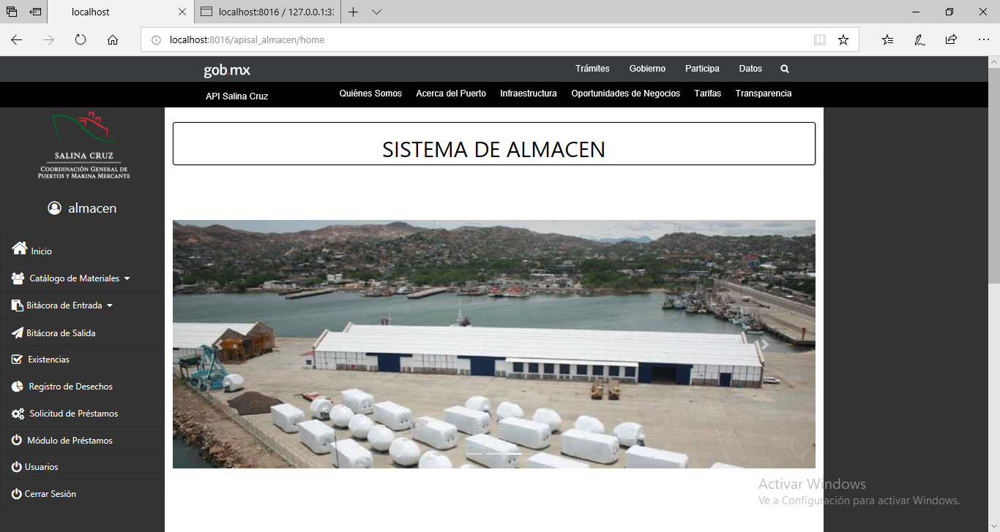 localhost
localhost:8016 / 127.0.0.1:33
localhost:8016/apisal_almacen/home
gob.mx
Trámites Gobierno Participa Datos
API Salina Cruz
Quiénes Somos Acerca del Puerto Infraestructura Oportunidades de Negocios Tarifas Transparencia
SALINA CRUZ
COORDINACIÓN GENERAL DE
PUERTOS Y MARINA MERCANTE
almacen
Inicio
Catálogo de Materiales
Bitácora de Entrada
Bitácora de Salida
Existencias
Registro de Desechos
Solicitud de Préstamos
Módulo de Préstamos
Usuarios
Cerrar Sesión
SISTEMA DE ALMACEN
Activar Windows
Ve a Configuración para activar Windows.